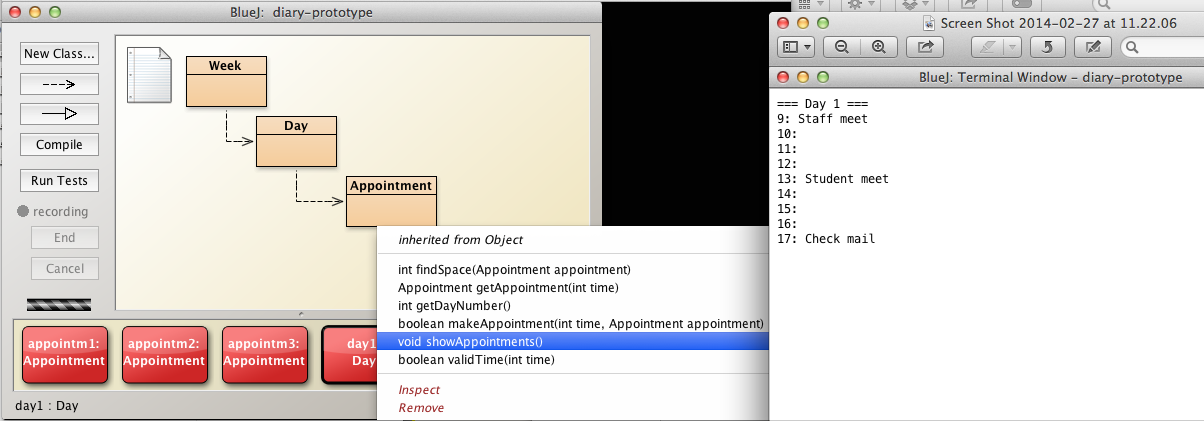 BlueJ: diary-prototype
New Class...
Compile
Run Tests
recording
End
Cancel
Week
Day
Appointment
appointm1:
Appointment
appointm2:
Appointment
appointm3:
Appointment
day1
Day
day1 : Day
inherited from Object
int findSpace(Appointment appointment)
Appointment getAppointment(int time)
int getDayNumber()
boolean makeAppointment(int time, Appointment appointment)
void showAppointments()
boolean validTime(int time)
Inspect
Remove
Screen Shot 2014-02-27 at 11.22.06
BlueJ: Terminal Window - diary-prototype
=== Day 1 ===
9: Staff meet
10:
11:
12:
13: Student meet
14:
15:
16:
17: Check mail